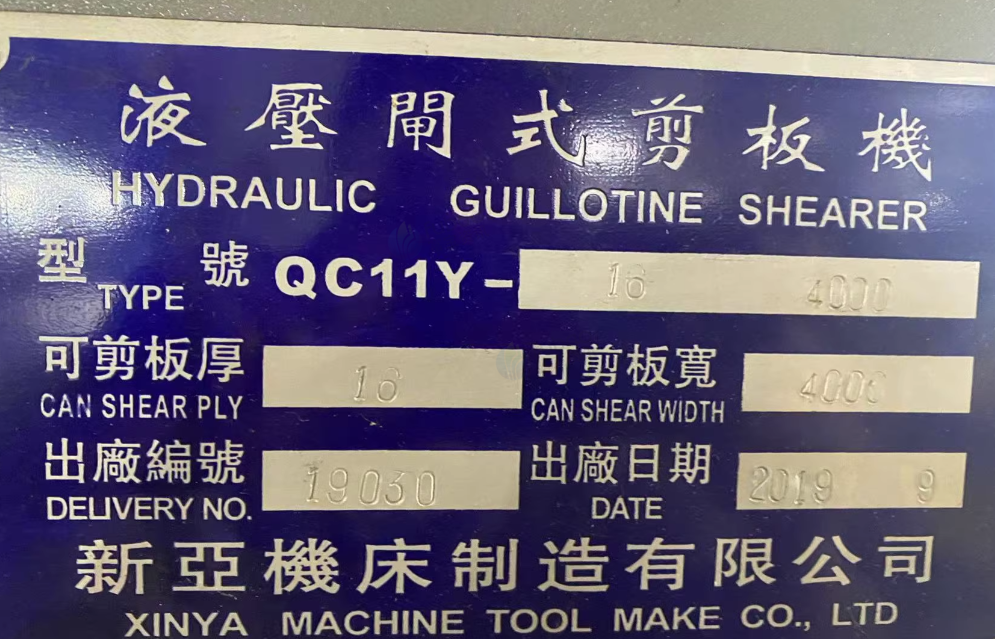 液壓閘式剪板機
HYDRAULIC GUILLOTINE SHEARER
型號 QC11Y- 16 4000
TYPE
可剪板厚 16 可剪板寬 4000
CAN SHEAR PLY CAN SHEAR WIDTH
出廠編號 19030 出廠日期 2019 9
DELIVERY NO. DATE
新亞機床制造有限公司
XINYA MACHINE TOOL MAKE CO., LTD